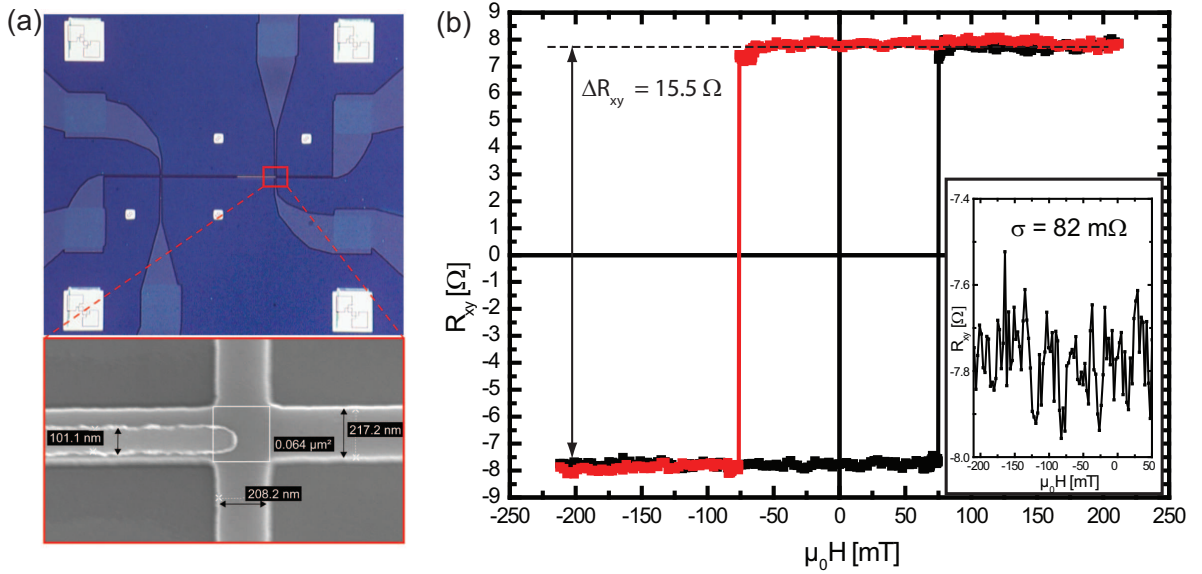 (a)
101.1 nm
0.064 µm²
217.2 nm
208.2 nm
(b)
R_xy [Ω]
9
8
7
6
5
4
3
2
1
0
-1
-2
-3
-4
-5
-6
-7
-8
-9
ΔR_xy = 15.5 Ω
-250 -200 -150 -100 -50 0 50 100 150 200 250
µ₀H [mT]
σ = 82 mΩ
R_xy [Ω]
-7.4
-7.6
-7.8
-8.0
-200 -150 -100 -50 0 50
µ₀H [mT]